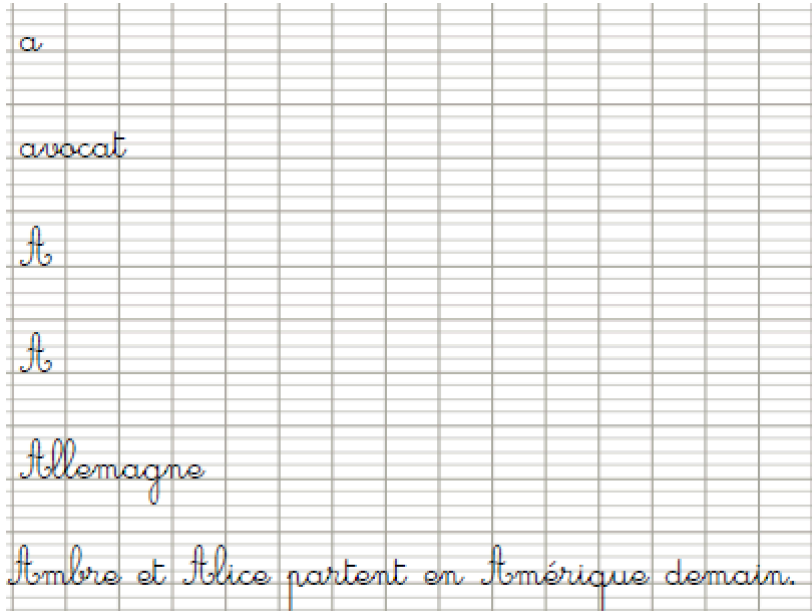 a
avocat
A
A
Allemagne
Ambre et Alice partent en Amérique demain.